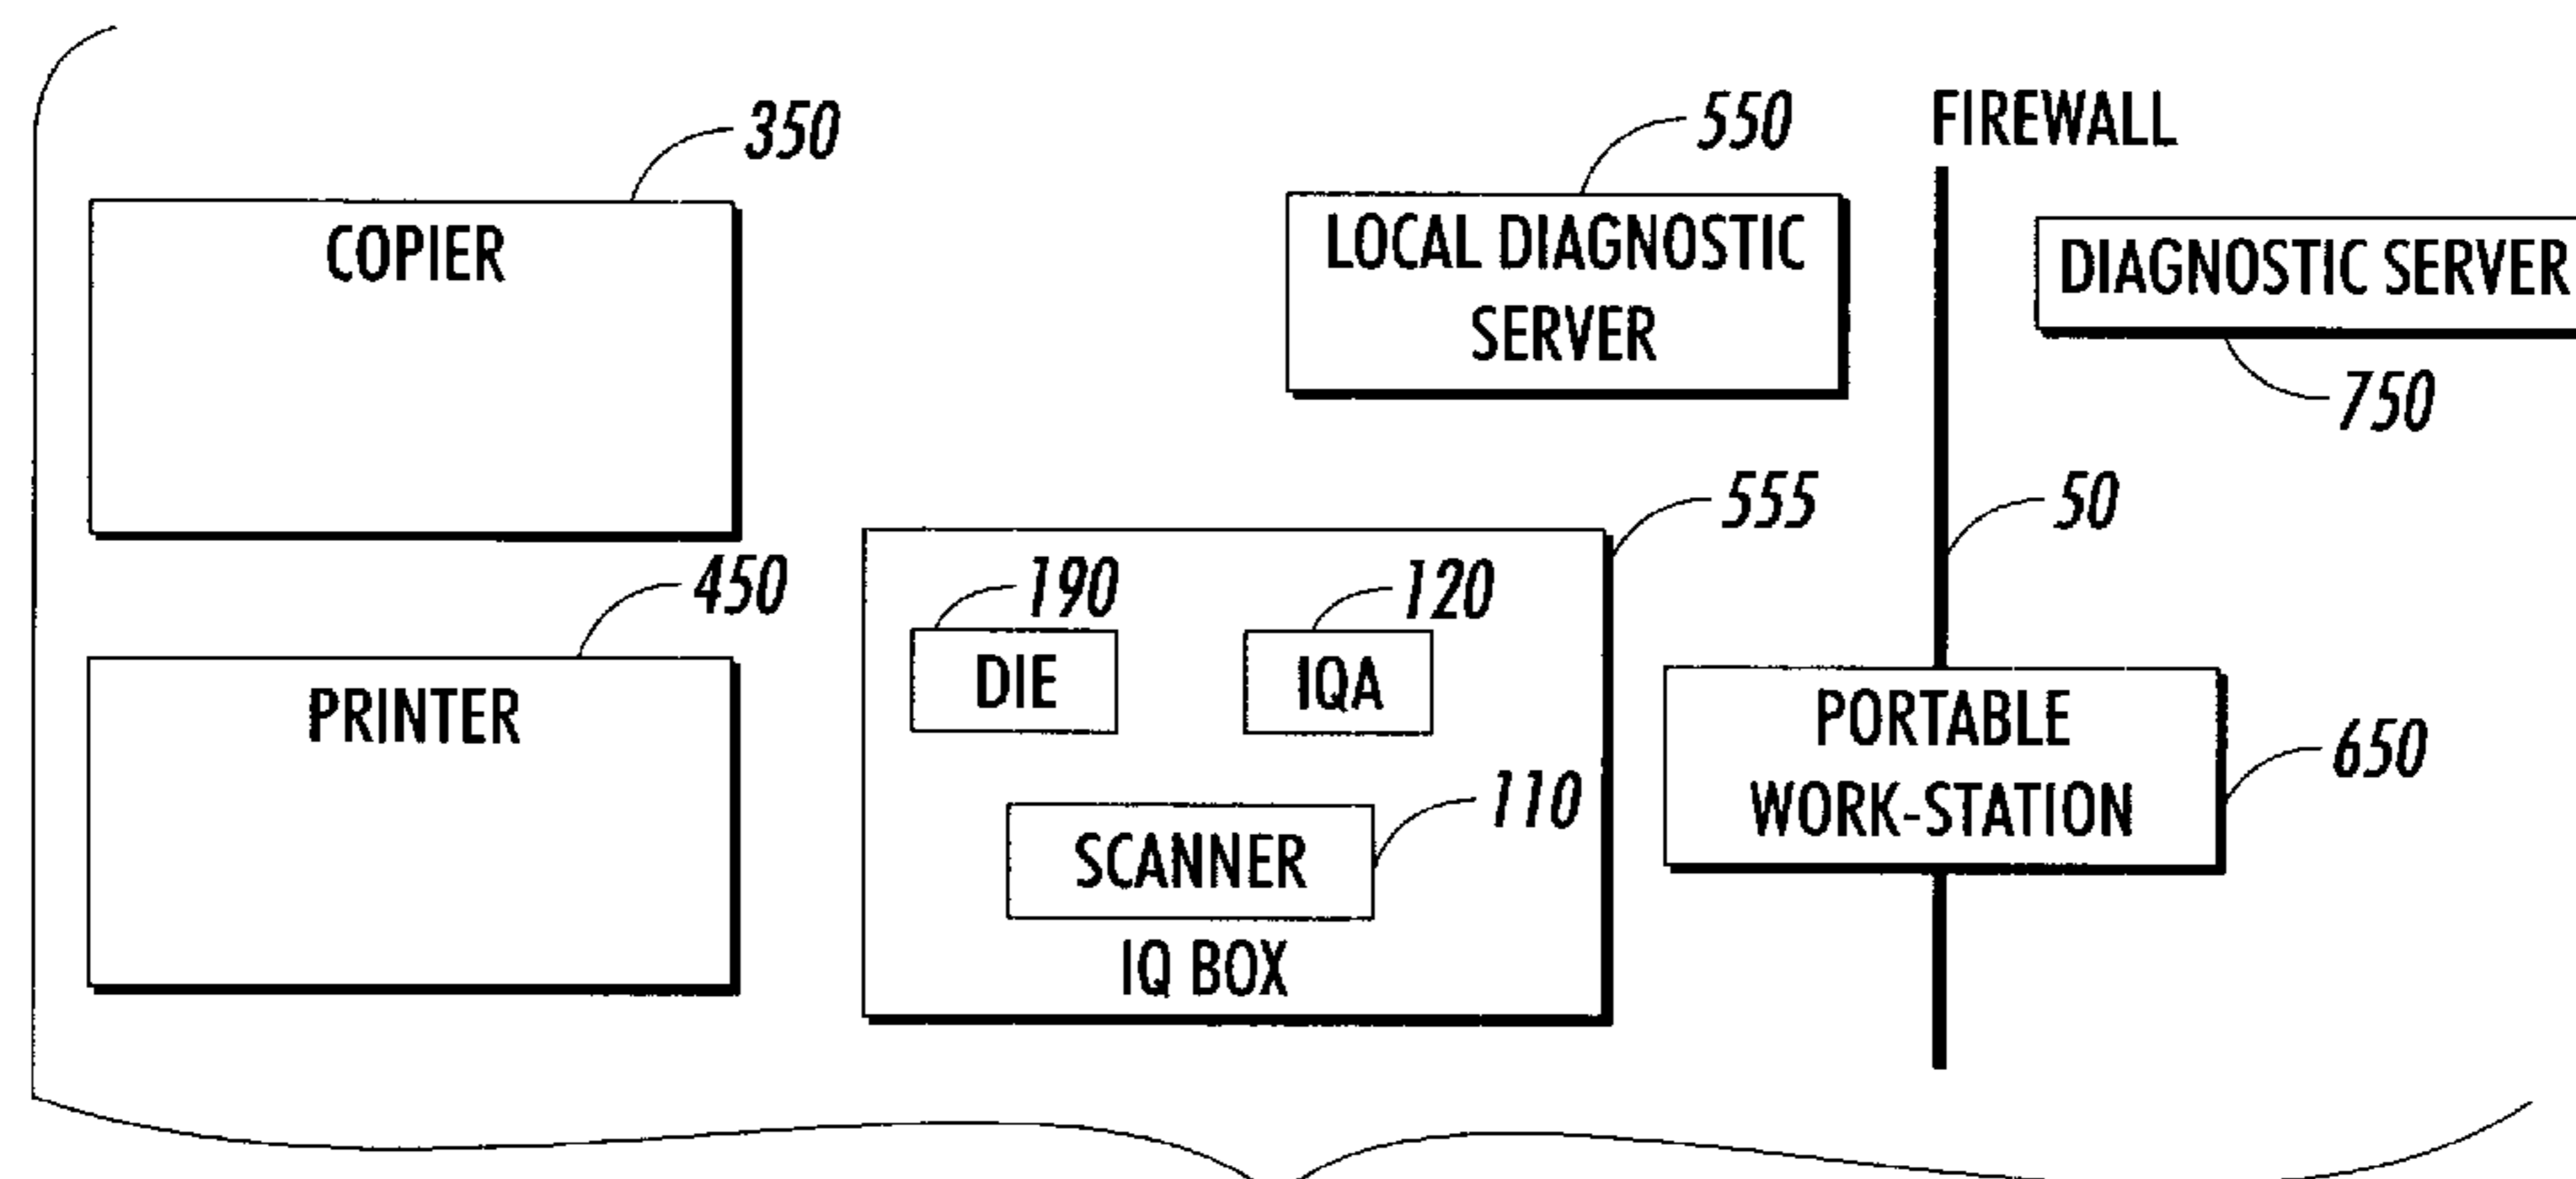 350
COPIER
550
LOCAL DIAGNOSTIC
SERVER
FIREWALL
DIAGNOSTIC SERVER
750
450
PRINTER
555
190
DIE
120
IQA
110
SCANNER
IQ BOX
50
PORTABLE
WORK-STATION
650